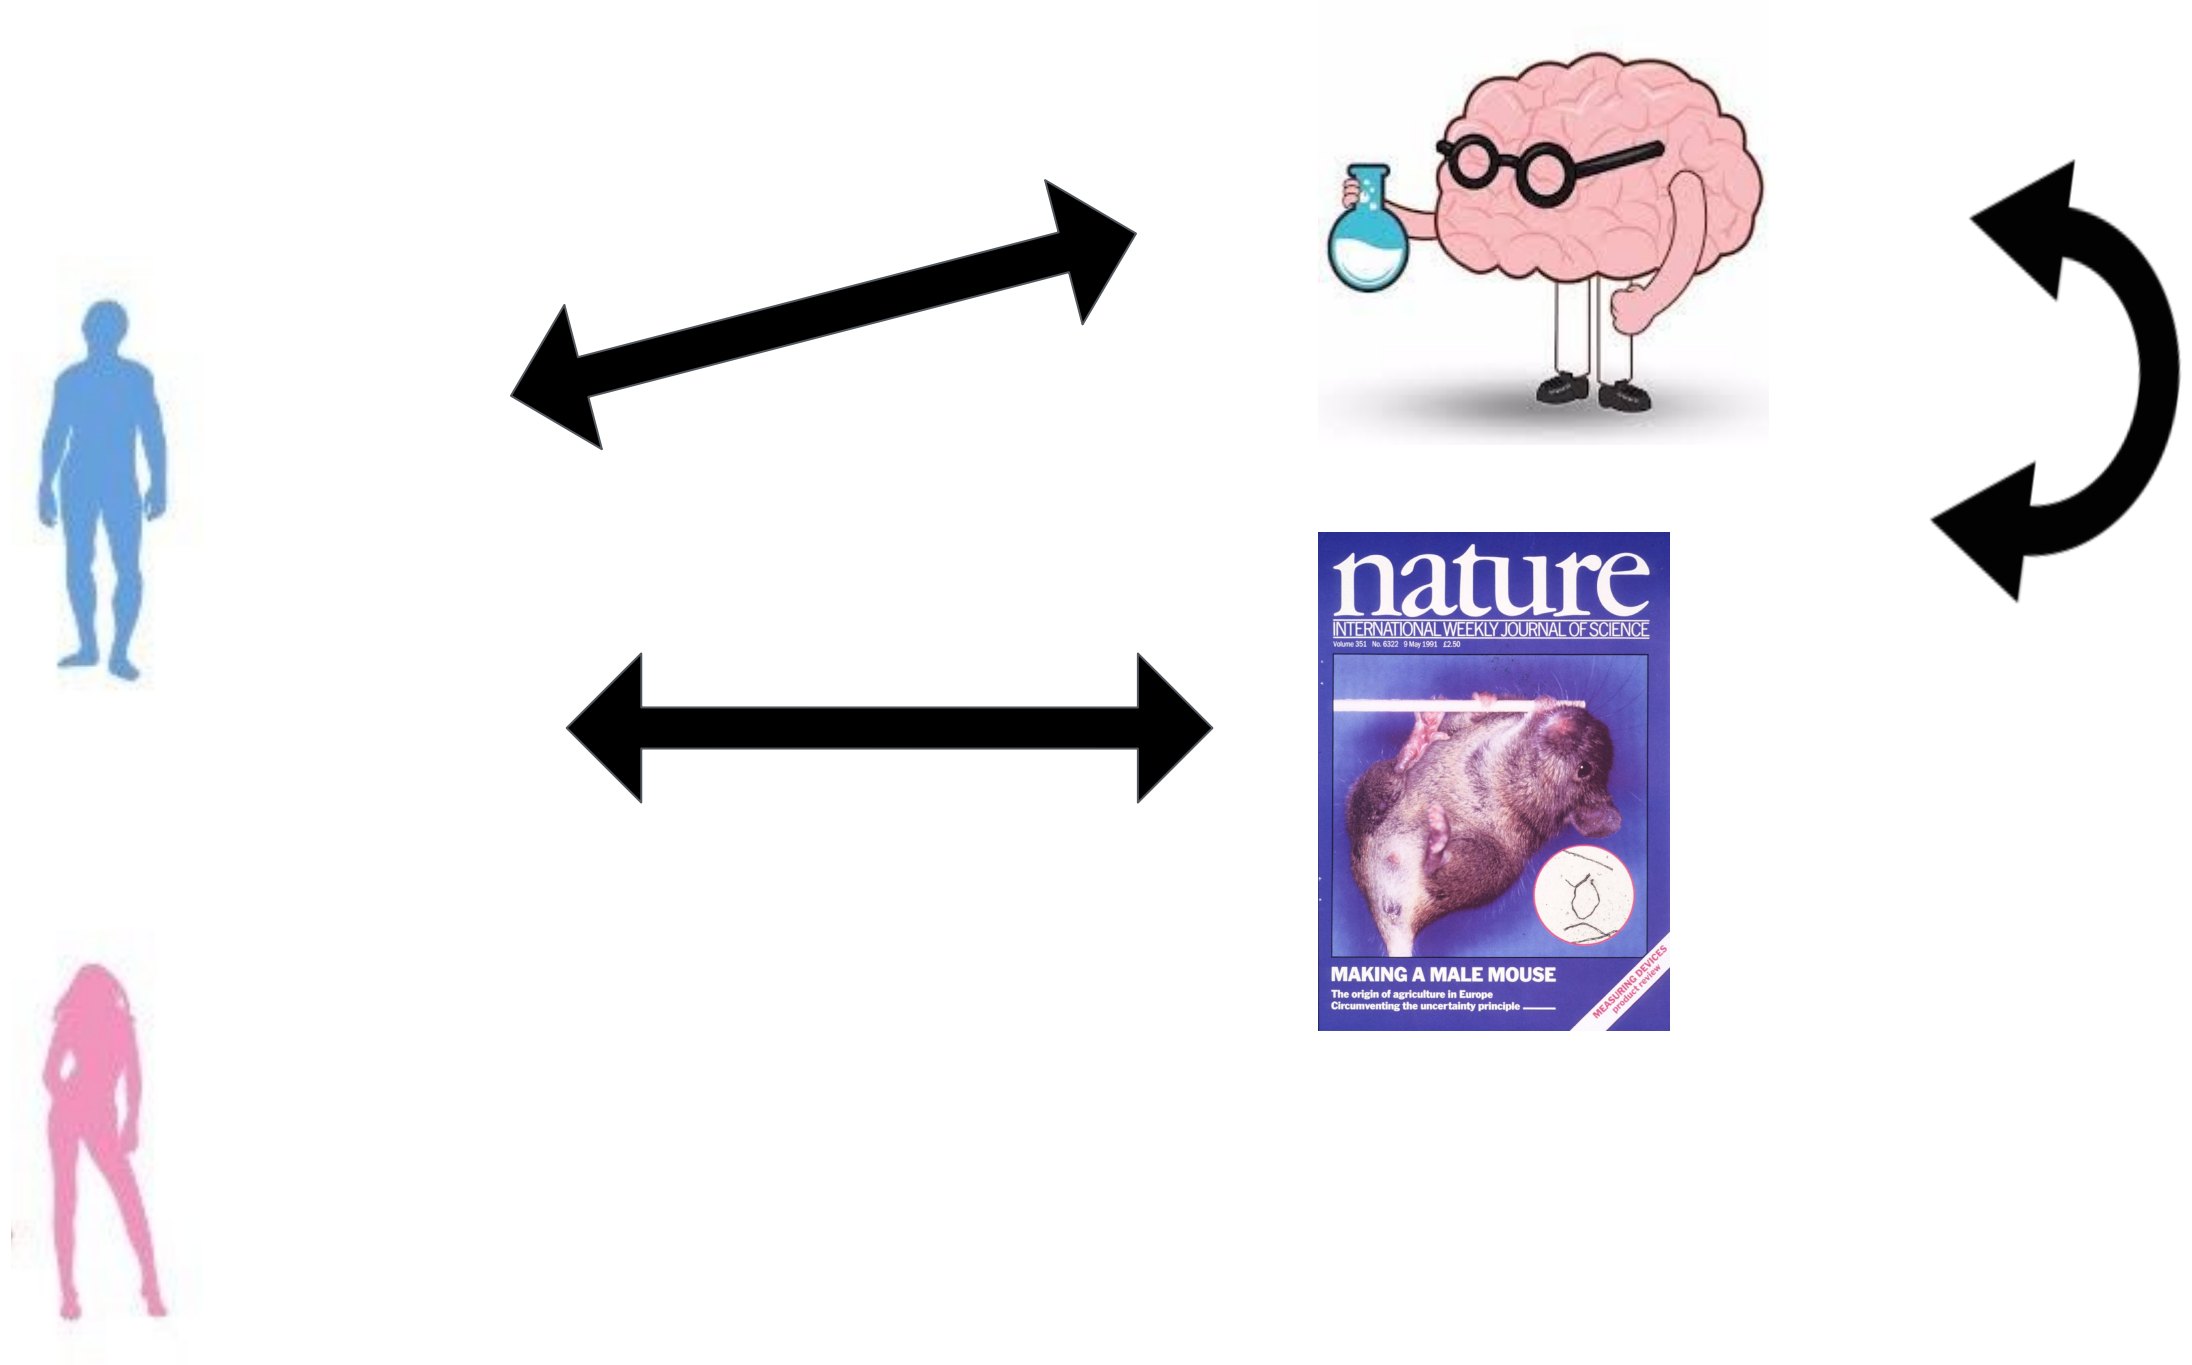 nature
INTERNATIONAL WEEKLY JOURNAL OF SCIENCE
Volume 351 No. 6322 9 May 1991 £2.50
MAKING A MALE MOUSE
The origin of agriculture in Europe
Circumventing the uncertainty principle
MEASURING DEVICES
product review